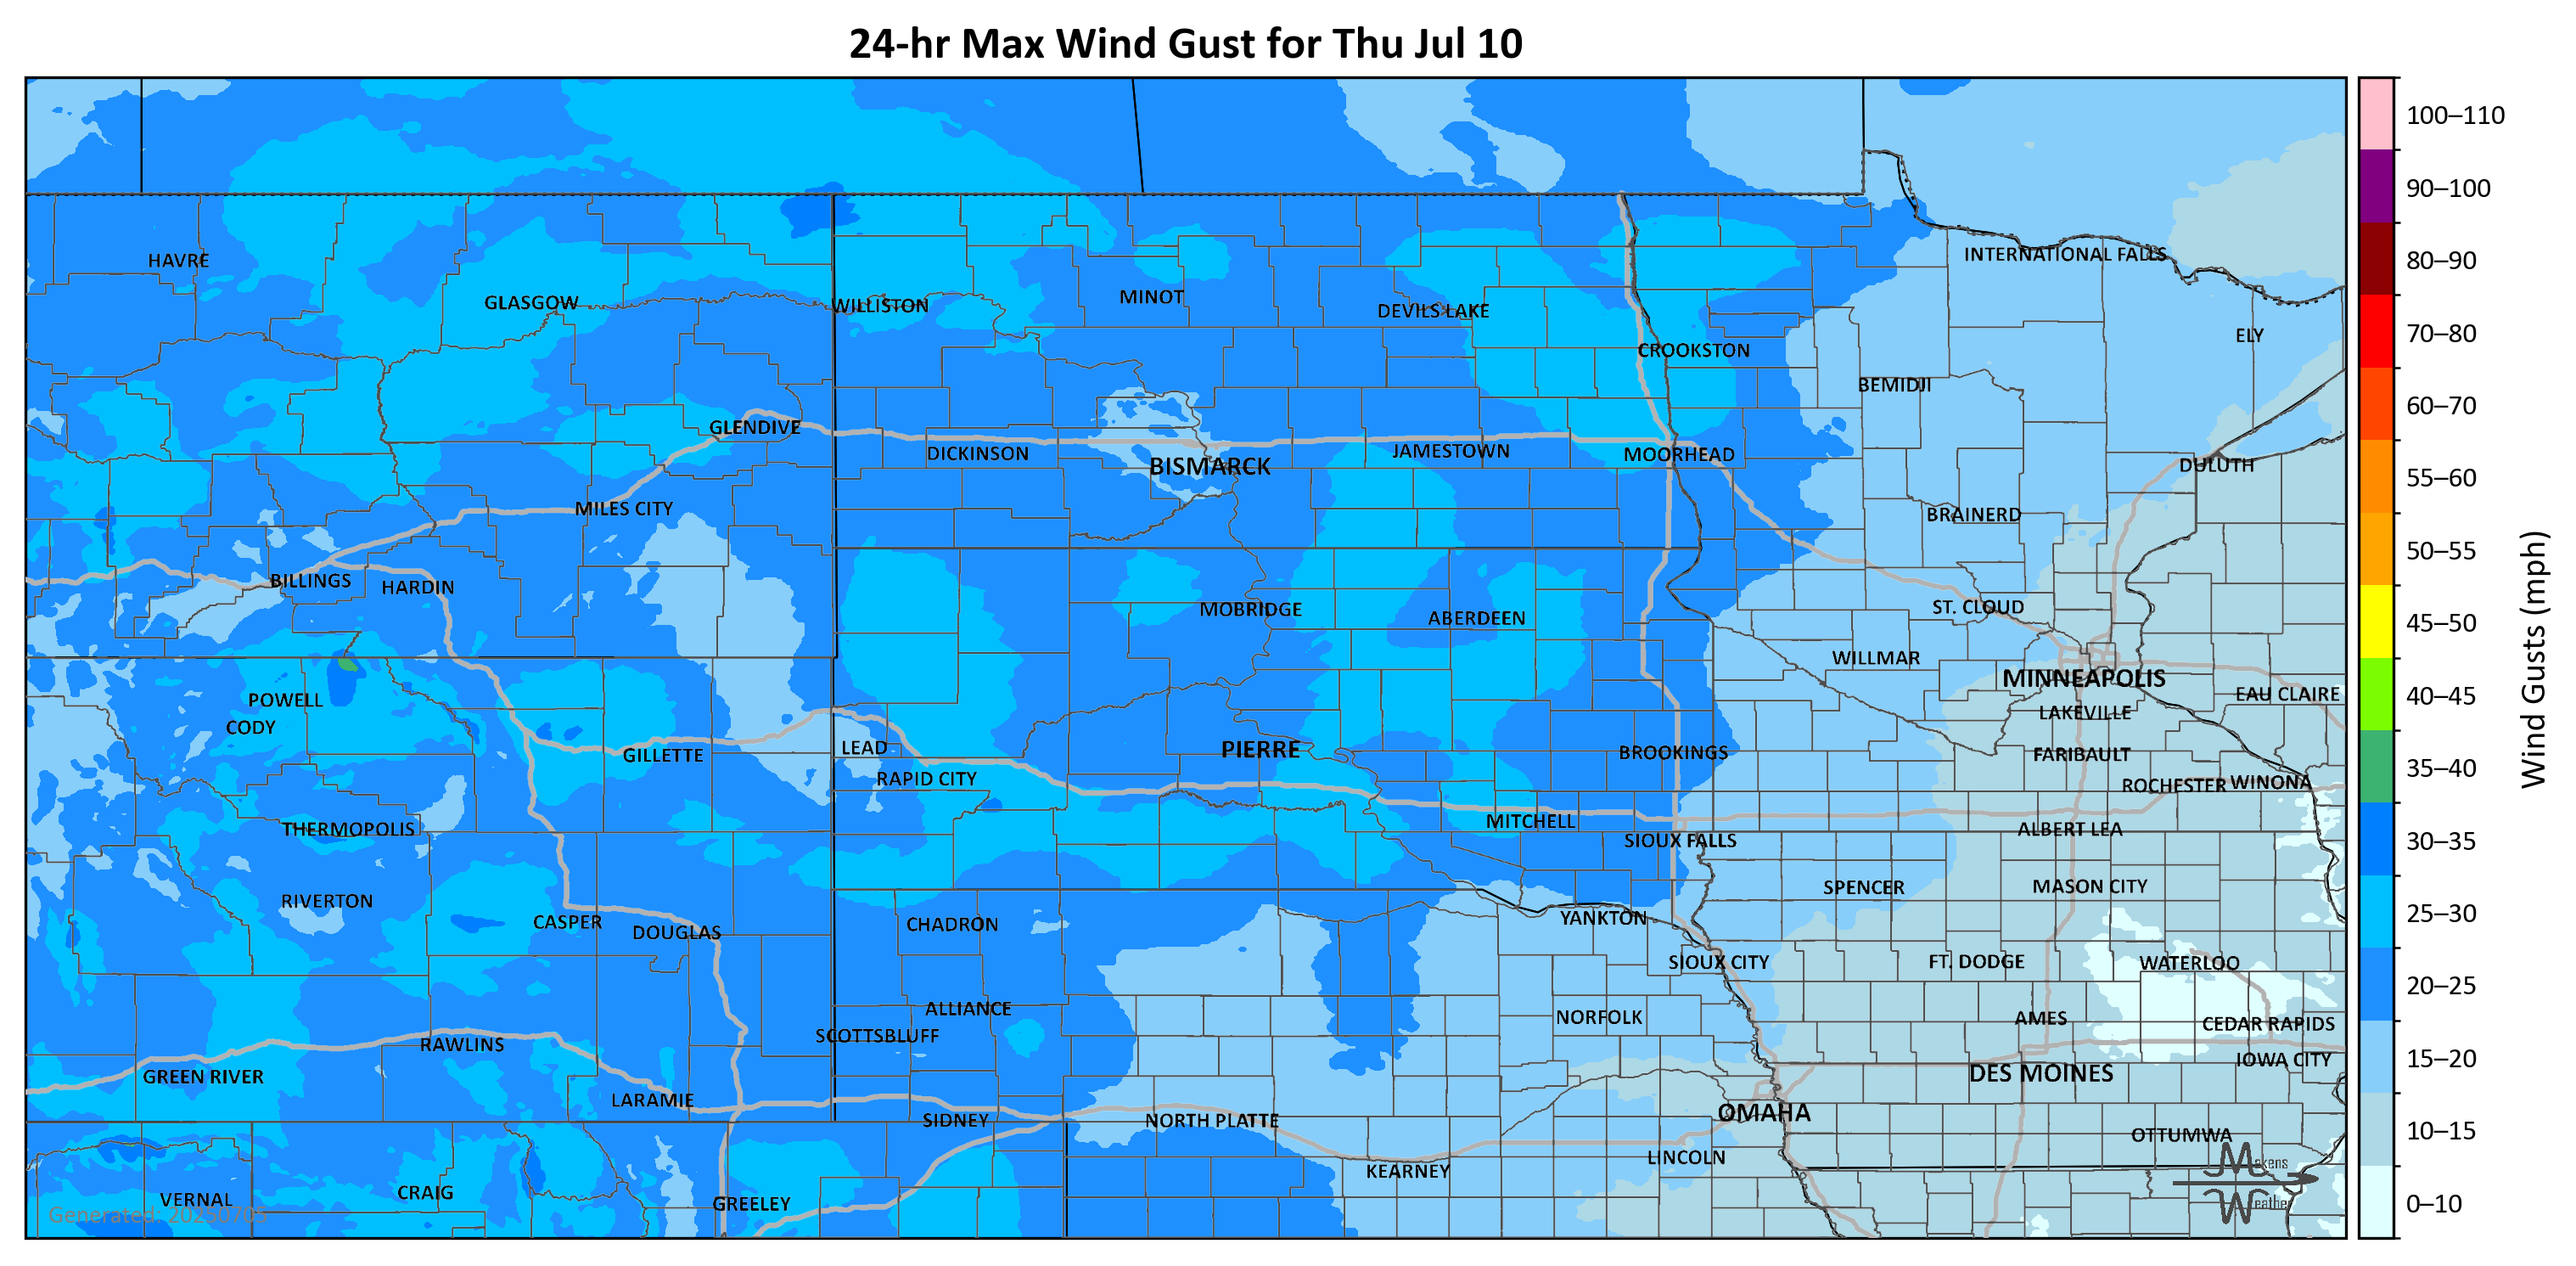 24-hr Max Wind Gust for Thu Jul 10
HAVRE
INTERNATIONAL FALLS
GLASGOW
WILLISTON
MINOT
DEVILS LAKE
ELY
CROOKSTON
BEMIDJI
GLENDIVE
DICKINSON
BISMARCK
JAMESTOWN
MOORHEAD
DULUTH
MILES CITY
BRAINERD
BILLINGS
HARDIN
MOBRIDGE
ABERDEEN
ST. CLOUD
WILLMAR
MINNEAPOLIS
POWELL
EAU CLAIRE
CODY
LAKEVILLE
GILLETTE
LEAD
PIERRE
BROOKINGS
FARIBAULT
RAPID CITY
ROCHESTER
WINONA
THERMOPOLIS
MITCHELL
ALBERT LEA
SIOUX FALLS
RIVERTON
SPENCER
MASON CITY
CASPER
DOUGLAS
CHADRON
YANKTON
SIOUX CITY
FT. DODGE
WATERLOO
ALLIANCE
NORFOLK
AMES
CEDAR RAPIDS
SCOTTSBLUFF
RAWLINS
IOWA CITY
GREEN RIVER
DES MOINES
LARAMIE
SIDNEY
NORTH PLATTE
OMAHA
OTTUMWA
KEARNEY
LINCOLN
VERNAL
CRAIG
GREELEY
Generated: 20250705
Makens
Weather
100–110
90–100
80–90
70–80
60–70
55–60
50–55
45–50
40–45
35–40
30–35
25–30
20–25
15–20
10–15
0–10
Wind Gusts (mph)